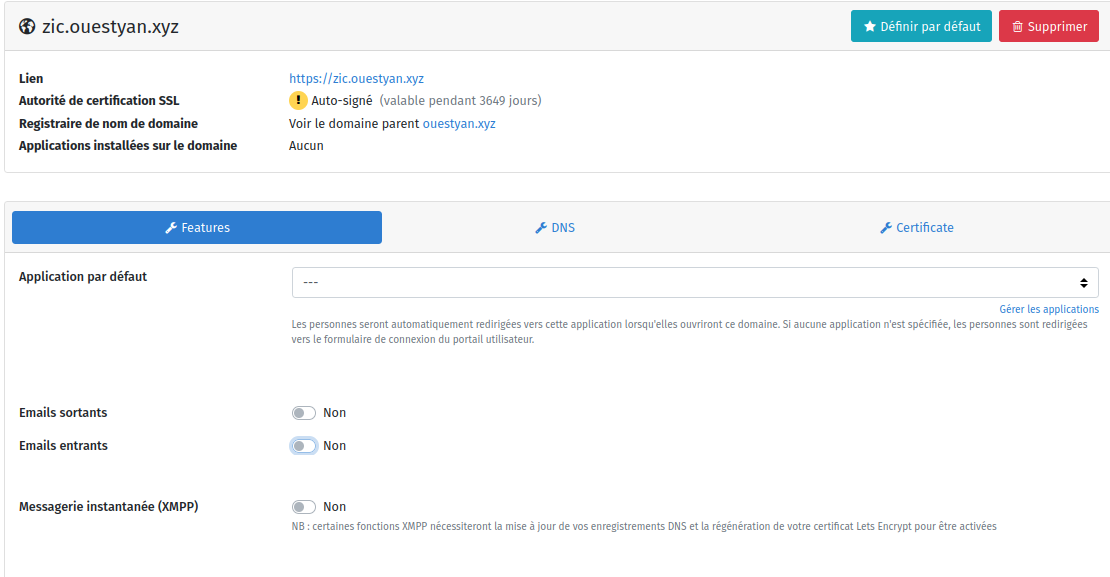 zic.ouestyan.xyz
Définir par défaut
Supprimer
Lien https://zic.ouestyan.xyz
Autorité de certification SSL ! Auto-signé (valable pendant 3649 jours)
Registraire de nom de domaine Voir le domaine parent ouestyan.xyz
Applications installées sur le domaine Aucun
Features DNS Certificate
Application par défaut ---
Gérer les applications
Les personnes seront automatiquement redirigées vers cette application lorsqu'elles ouvriront ce domaine. Si aucune application n'est spécifiée, les personnes sont redirigées
vers le formulaire de connexion du portail utilisateur.
Emails sortants Non
Emails entrants Non
Messagerie instantanée (XMPP) Non
NB : certaines fonctions XMPP nécessiteront la mise à jour de vos enregistrements DNS et la régénération de votre certificat Lets Encrypt pour être activées